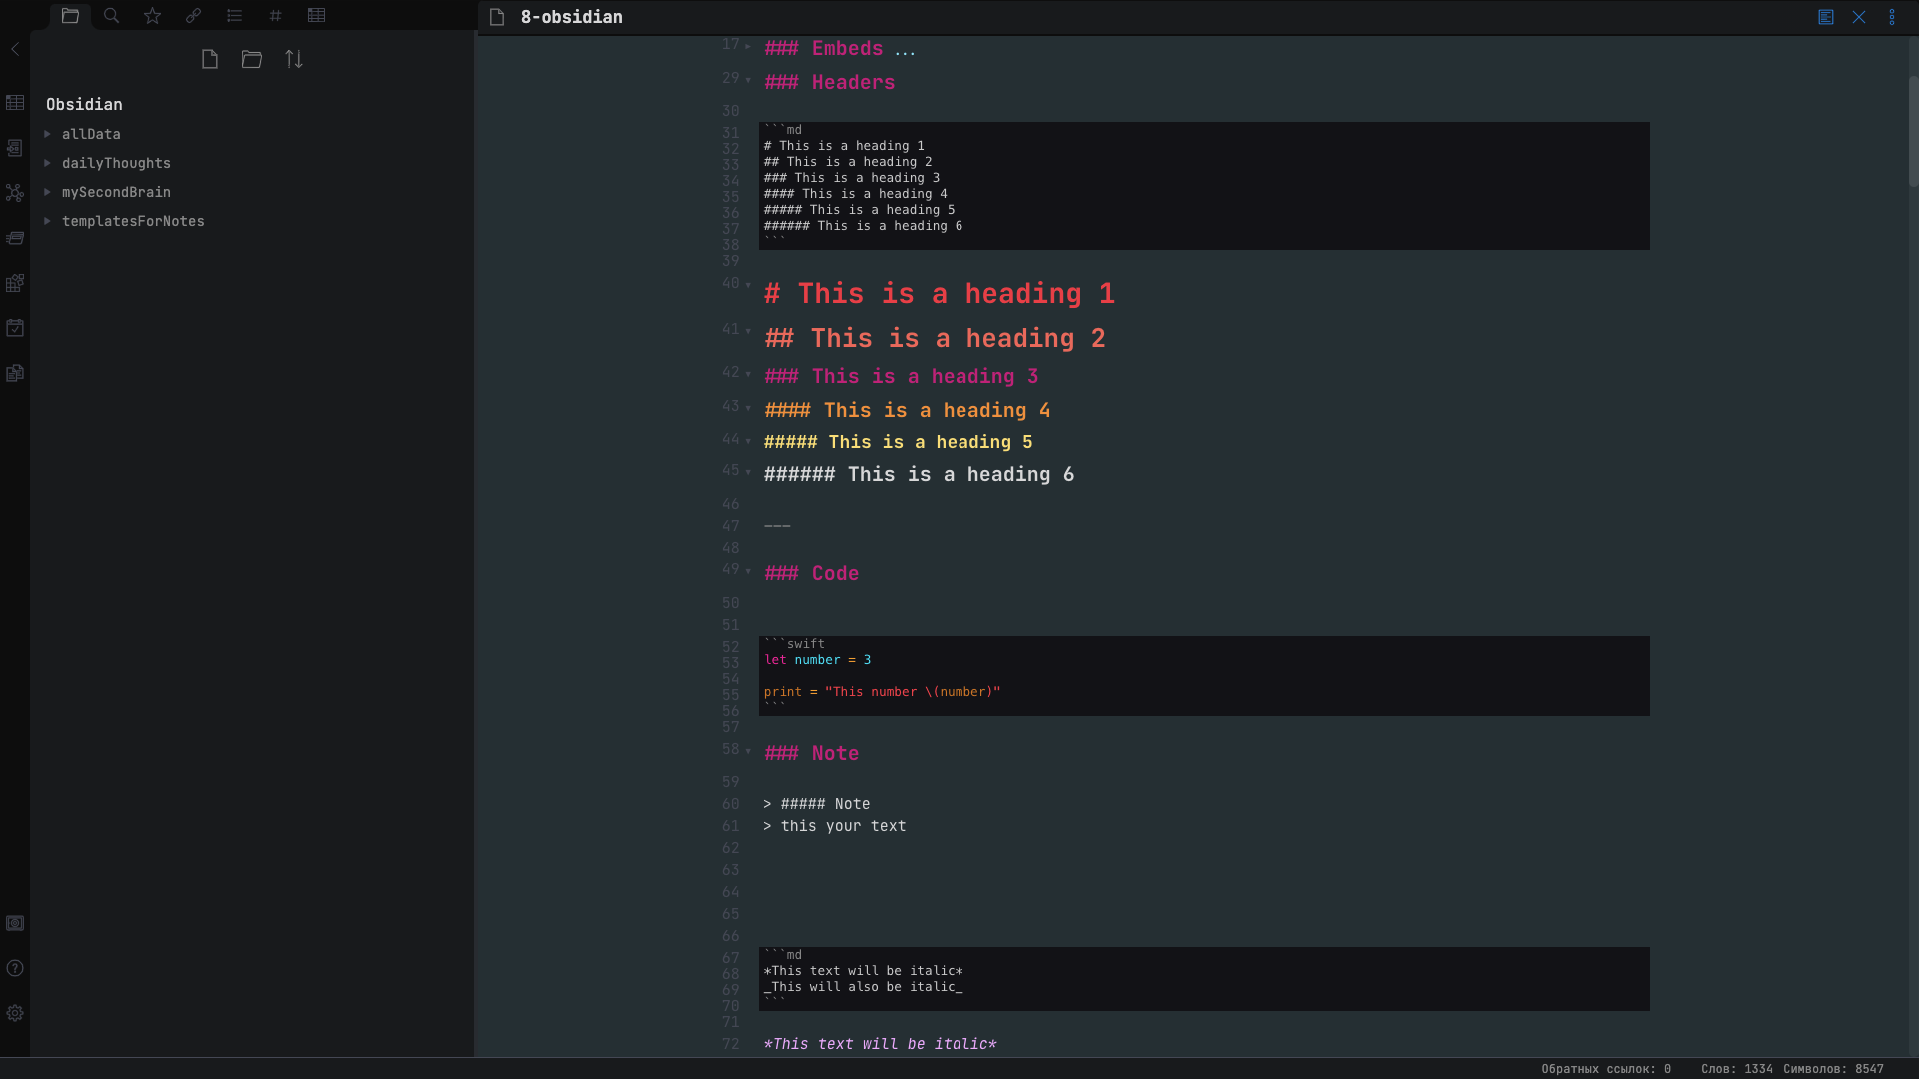 8-obsidian
Obsidian
allData
dailyThoughts
mySecondBrain
templatesForNotes
17 ### Embeds ...
29 ### Headers
30
31 ```md
32 # This is a heading 1
33 ## This is a heading 2
34 ### This is a heading 3
35 #### This is a heading 4
36 ##### This is a heading 5
37 ###### This is a heading 6
38 ```
39
40 # This is a heading 1
41 ## This is a heading 2
42 ### This is a heading 3
43 #### This is a heading 4
44 ##### This is a heading 5
45 ###### This is a heading 6
46
47 ---
48
49 ### Code
50
51
52 ```swift
53 let number = 3
54
55 print = "This number \(number)"
56 ```
57
58 ### Note
59
60 > ##### Note
61 > this your text
62
63
64
65
66
67 ```md
68 *This text will be italic*
69 _This will also be italic_
70 ```
71
72 *This text will be italic*
Обратных ссылок: 0 Слов: 1334 Символов: 8547